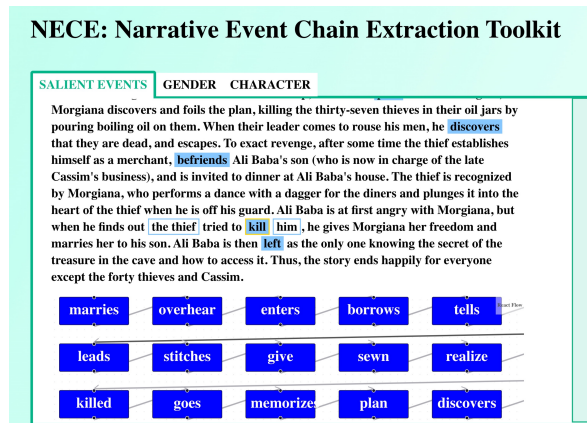 NECE: Narrative Event Chain Extraction Toolkit
SALIENT EVENTS GENDER CHARACTER
Morgiana discovers and foils the plan, killing the thirty-seven thieves in their oil jars by
pouring boiling oil on them. When their leader comes to rouse his men, he discovers
that they are dead, and escapes. To exact revenge, after some time the thief establishes
himself as a merchant, befriends Ali Baba's son (who is now in charge of the late
Cassim's business), and is invited to dinner at Ali Baba's house. The thief is recognized
by Morgiana, who performs a dance with a dagger for the diners and plunges it into the
heart of the thief when he is off his guard. Ali Baba is at first angry with Morgiana, but
when he finds out the thief tried to kill him , he gives Morgiana her freedom and
marries her to his son. Ali Baba is then left as the only one knowing the secret of the
treasure in the cave and how to access it. Thus, the story ends happily for everyone
except the forty thieves and Cassim.
marries overhear enters borrows tells
React Flow
leads stitches give sewn realize
killed goes memorizes plan discovers